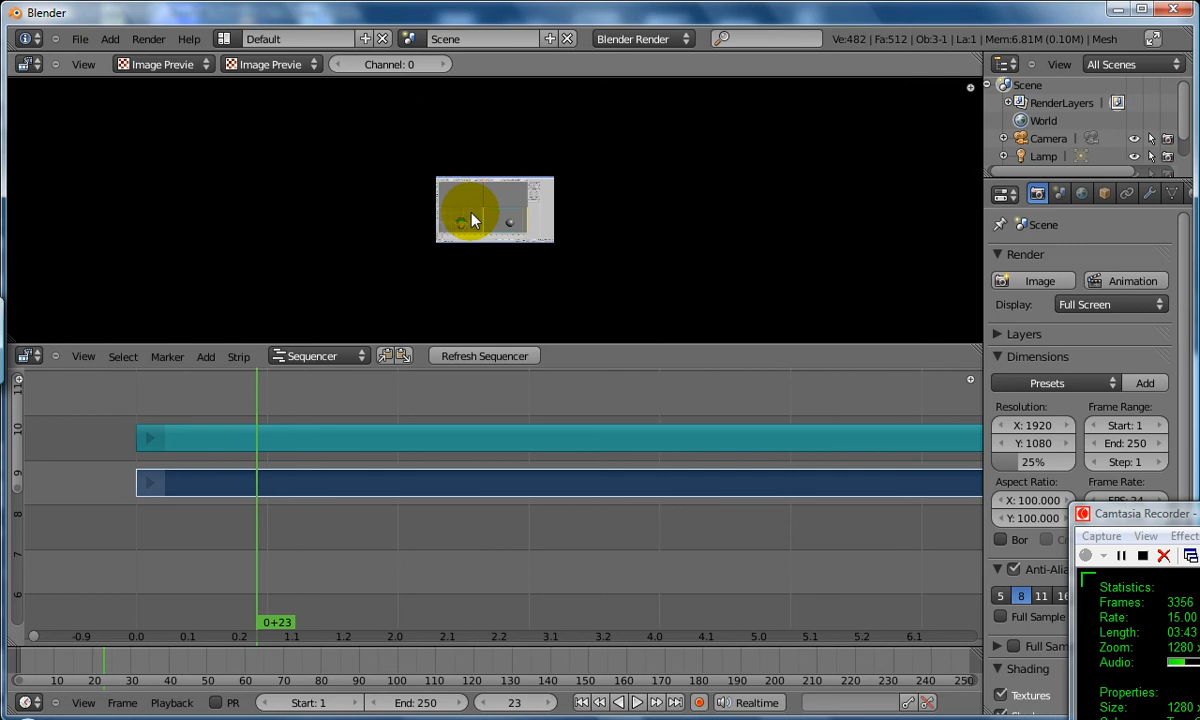 Blender
File Add Render Help Default Scene Blender Render Ve:482 | Fa:512 | Ob:3-1 | La:1 | Mem:6.81M (0.10M) | Mesh
View Image Previe Image Previe Channel: 0 View All Scenes
Scene
RenderLayers
World
Camera
Lamp
Scene
Render
Image Animation
Display: Full Screen
Layers
View Select Marker Add Strip Sequencer Refresh Sequencer
Dimensions
Presets Add
Resolution: Frame Range:
X: 1920 Start: 1
Y: 1080 End: 250
25% Step: 1
Aspect Ratio: Frame Rate:
X: 100.000 FPS: 24
Y: 100.000
Bor
Anti-Alia
5 8 11 16
Full Sample
Full Sam
Shading
Textures
11
10
9
8
7
6
0+23
-0.9 0.0 0.1 0.2 1.1 1.2 2.0 2.1 2.2 3.1 3.2 4.0 4.1 5.0 5.1 5.2 6.1
10 20 30 40 50 60 70 80 90 100 110 120 130 140 150 160 170 180 190 200 210 220 230 240 250
View Frame Playback PR Start: 1 End: 250 23 Realtime
Camtasia Recorder -
Capture View Effect
Statistics:
Frames: 3356
Rate: 15.00
Length: 03:43
Zoom: 1280 x
Audio:
Properties:
Size: 1280